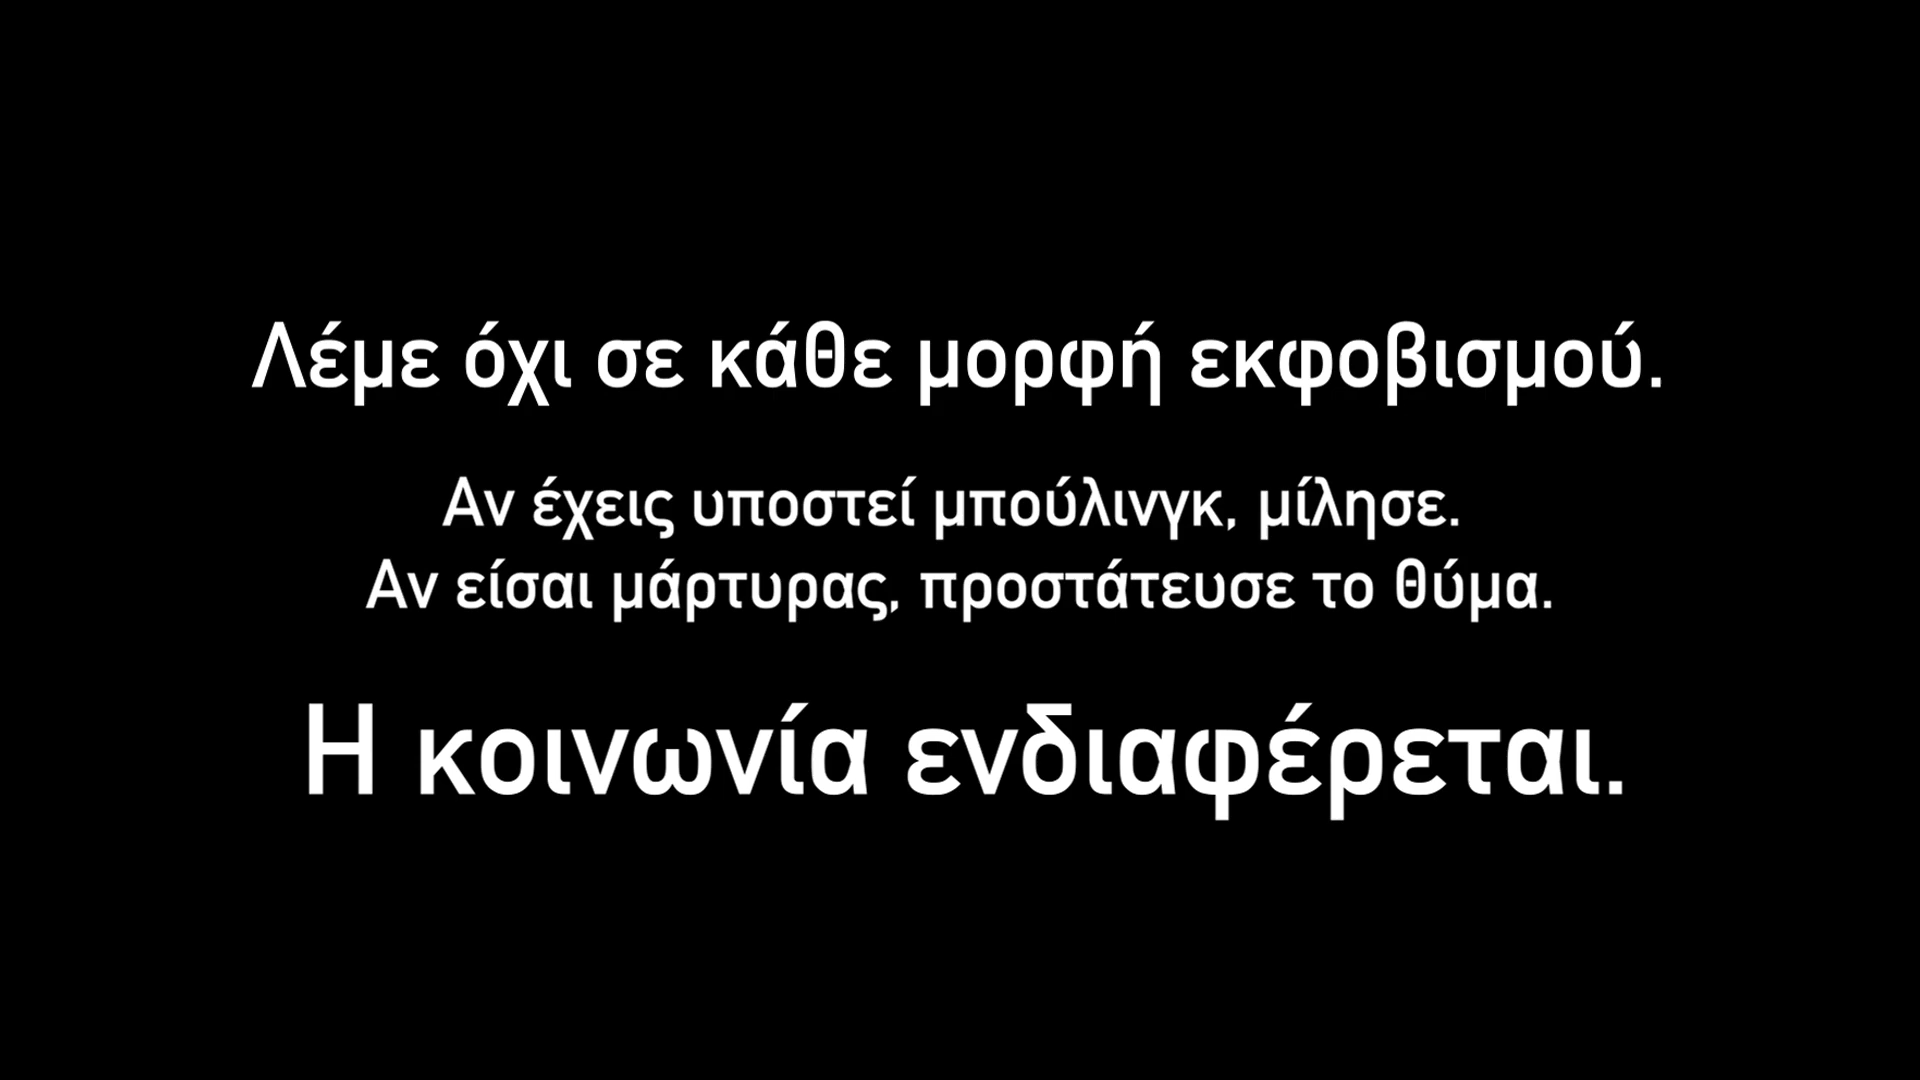 Λέμε όχι σε κάθε μορφή εκφοβισμού.
Αν έχεις υποστεί μπούλινγκ, μίλησε.
Αν είσαι μάρτυρας, προστάτευσε το θύμα.
Η κοινωνία ενδιαφέρεται.